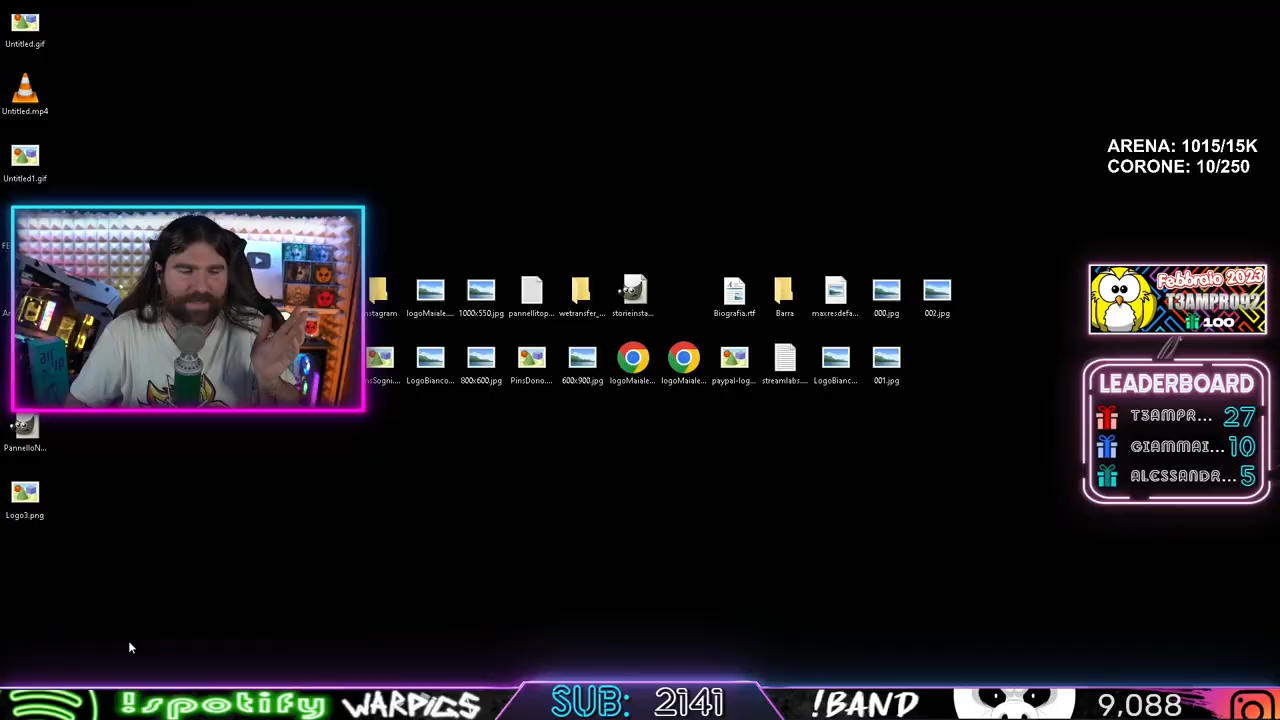 Untitled.gif
Untitled.mp4
Untitled1.gif
ARENA: 1015/15K
CORONE: 10/250
logoMaiale...
1000x550.jpg
pannellitop...
wetransfer_...
storieinsta...
Biografia.rtf
Barra
maxresdefa...
000.jpg
002.jpg
LogoBianco...
800x600.jpg
PinsDono...
600x900.jpg
logoMaiale...
logoMaiale...
paypal-log...
streamlabs....
LogoBianc...
001.jpg
Febbraio 2023
T3AMPRO92
100
LEADERBOARD
T3AMPR... 27
GIAMMAI... 10
ALESSANDR... 5
PannelloN...
Logo3.png
!spotify WARPIGS SUB: 2141 !BAND 9,088